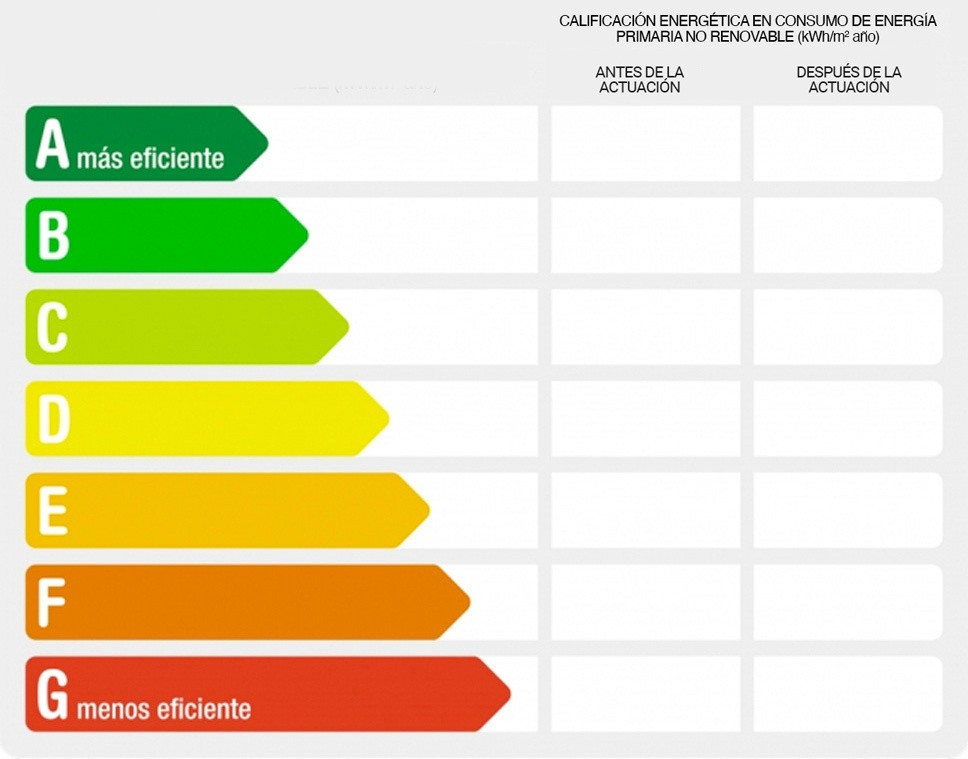 CALIFICACIÓN ENERGÉTICA EN CONSUMO DE ENERGÍA
PRIMARIA NO RENOVABLE (kWh/m² año)
ANTES DE LA
ACTUACIÓN
DESPUÉS DE LA
ACTUACIÓN
A más eficiente
B
C
D
E
F
G menos eficiente